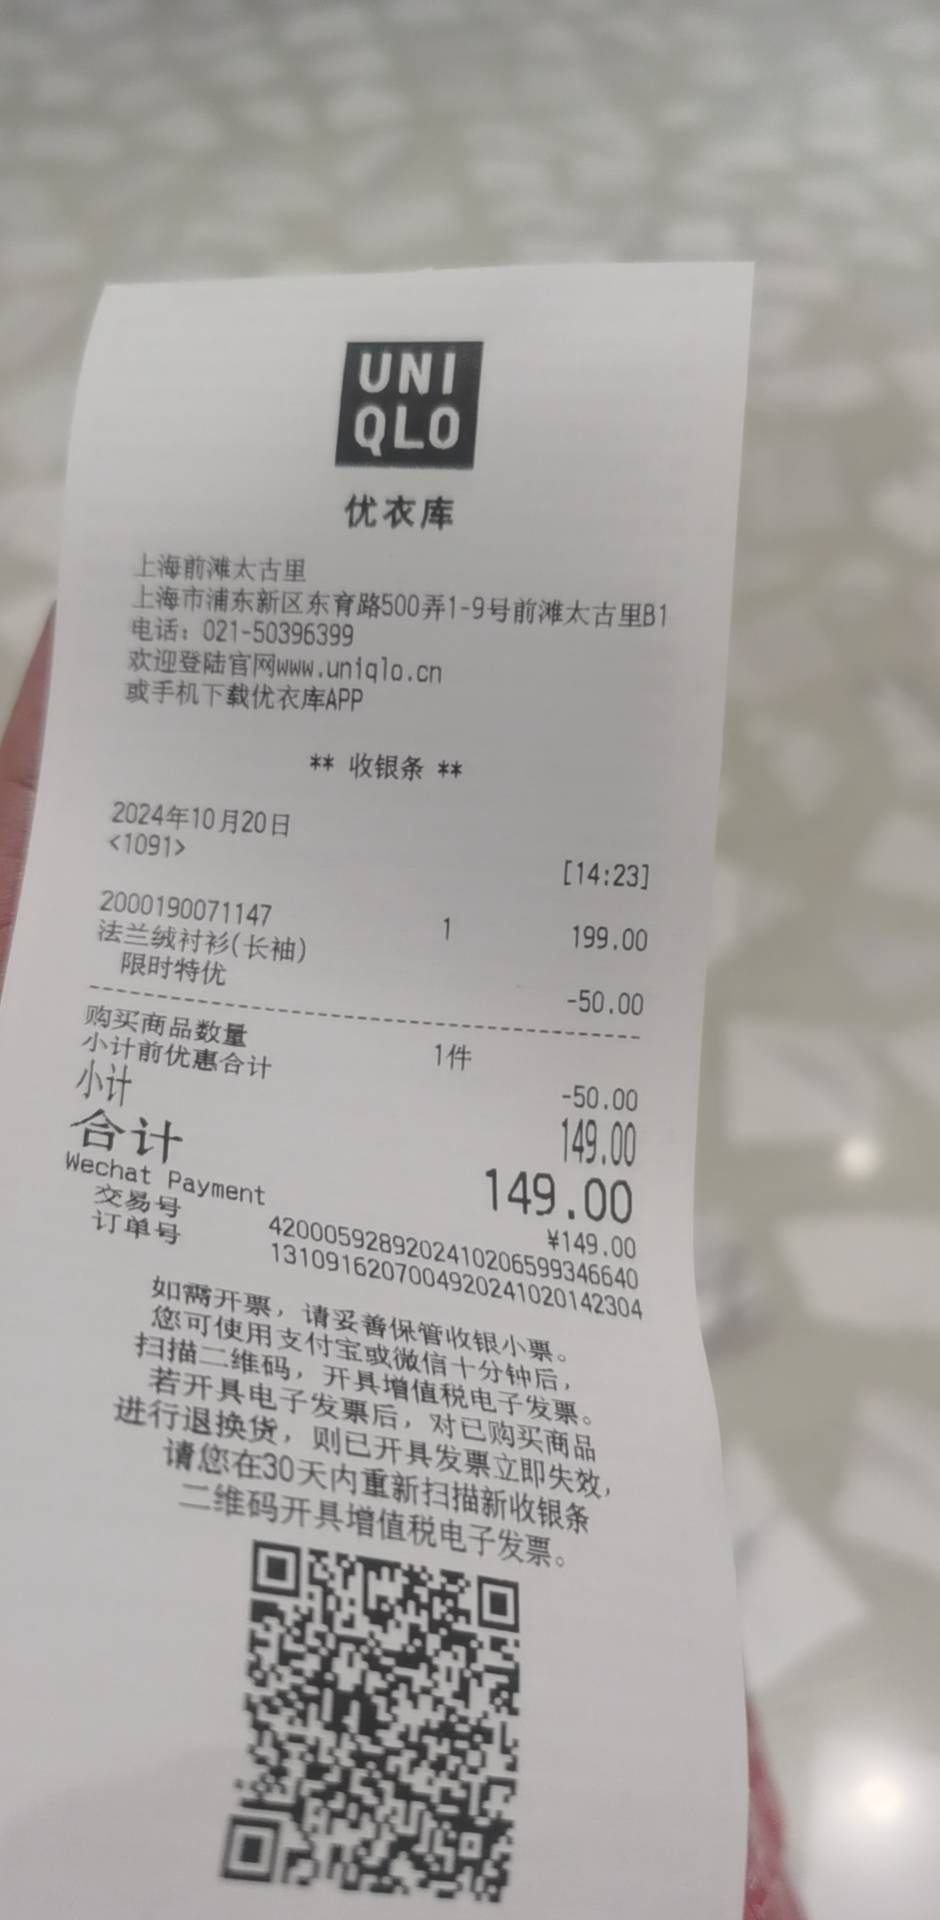 UNI
QLO
优衣库
上海前滩太古里
上海市浦东新区东育路500弄1-9号前滩太古里B1
电话：021-50396399
欢迎登陆官网www.uniqlo.cn
或手机下载优衣库APP
** 收银条 **
2024年10月20日
<1091> [14:23]
2000190071147 1 199.00
法兰绒衬衫(长袖)
限时特优 -50.00
购买商品数量 1件
小计前优惠合计 -50.00
小计 149.00
合计 149.00
Wechat Payment ¥149.00
交易号 4200059289202410206599346640
订单号 13109162070049202410201423​04
如需开票，请妥善保管收银小票。
您可使用支付宝或微信十分钟后，
扫描二维码，开具增值税电子发票。
若开具电子发票后，对已购买商品
进行退换货，则已开具发票立即失效，
请您在30天内重新扫描新收银条
二维码开具增值税电子发票。